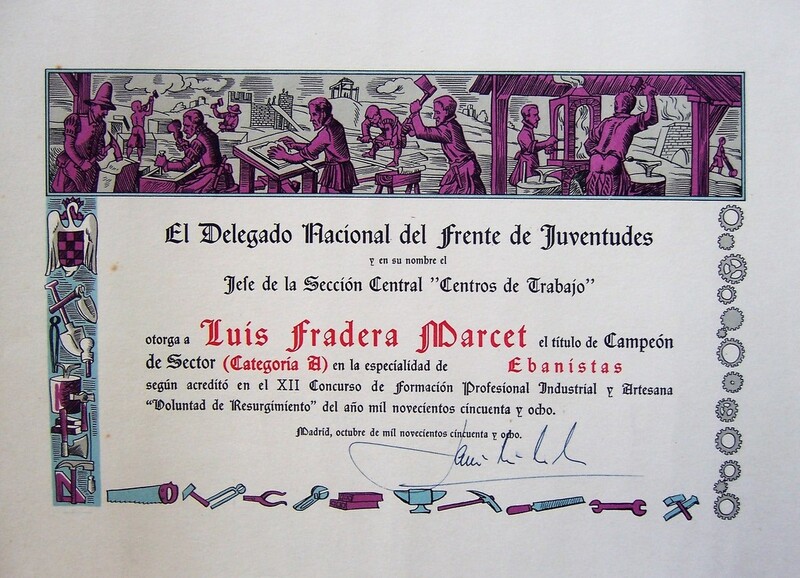 El Delegado Nacional del Frente de Juventudes
y en su nombre el
Jefe de la Sección Central "Centros de Trabajo"
otorga a Luis Fradera Marcet el título de Campeón
de Sector (Categoría A) en la especialidad de Ebanistas
según acreditó en el XII Concurso de Formación Profesional Industrial y Artesana
"Voluntad de Resurgimiento" del año mil novecientos cincuenta y ocho.
Madrid, octubre de mil novecientos cincuenta y ocho.